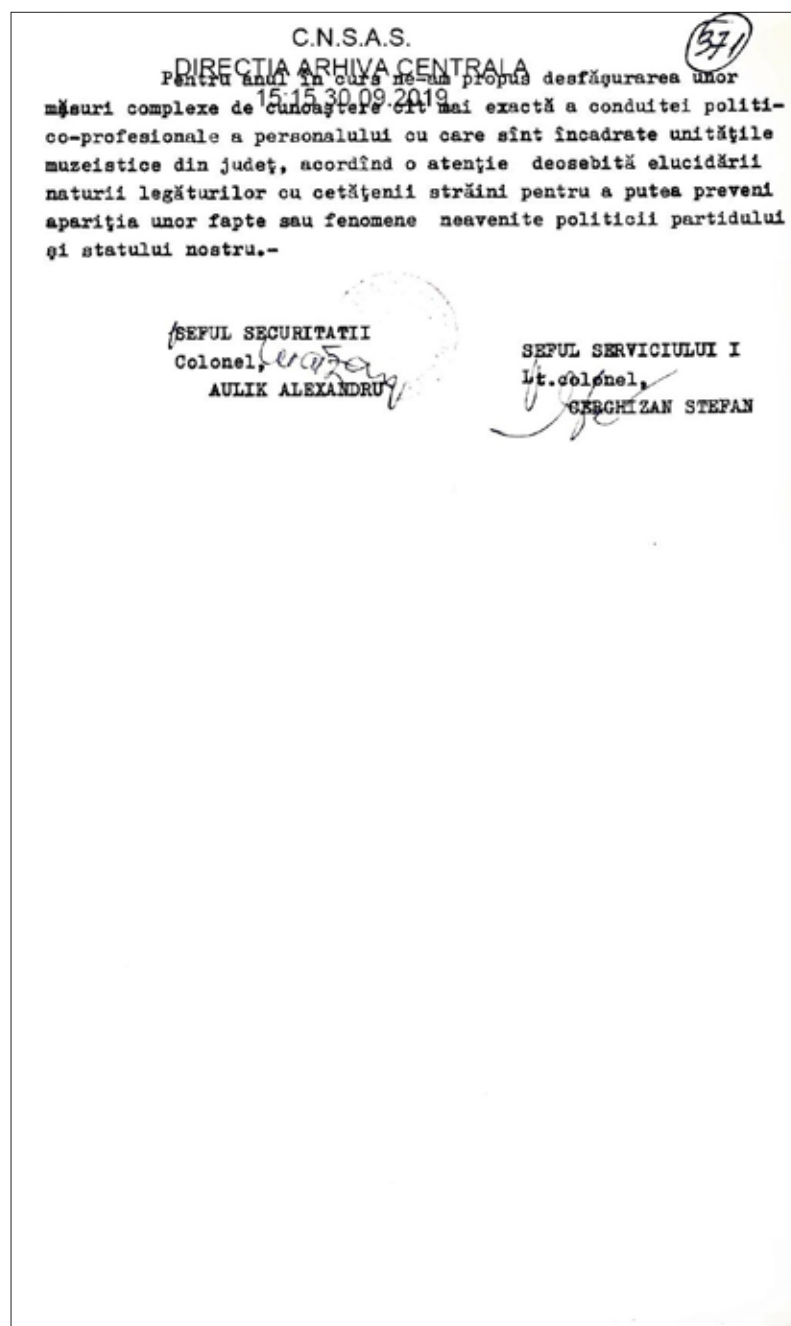 C.N.S.A.S.
DIRECTIA ARHIVA CENTRALA
15:15 30.09.2019
371
Pentru anul în curs ne-am propus desfăşurarea unor
măsuri complexe de cunoaştere cît mai exactă a conduitei politi-
co-profesionale a personalului cu care sînt încadrate unităţile
muzeistice din judeţ, acordînd o atenţie deosebită elucidării
naturii legăturilor cu cetăţenii străini pentru a putea preveni
apariţia unor fapte sau fenomene neavenite politicii partidului
şi statului nostru.-
SEFUL SECURITATII
Colonel,
AULIK ALEXANDRU
SEFUL SERVICIULUI I
Lt.colonel,
CERGHIZAN STEFAN